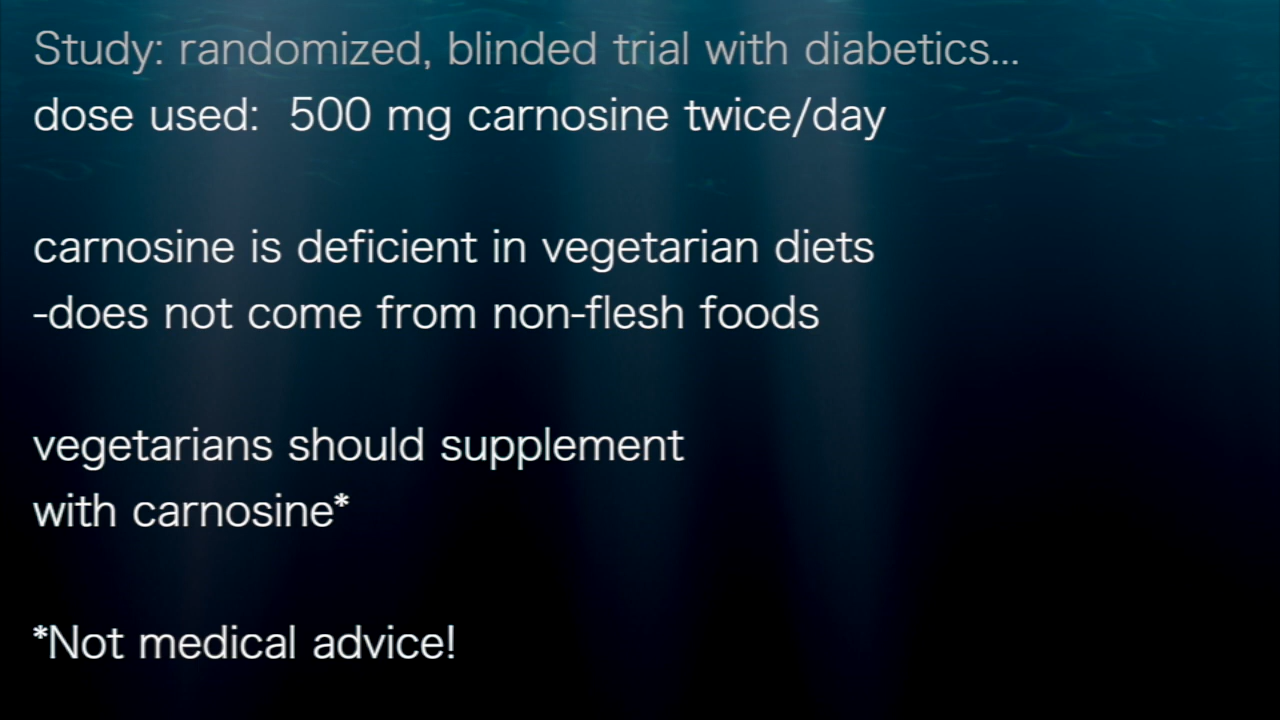 Study: randomized, blinded trial with diabetics...
dose used:  500 mg carnosine twice/day
carnosine is deficient in vegetarian diets
-does not come from non-flesh foods
vegetarians should supplement
with carnosine*
*Not medical advice!